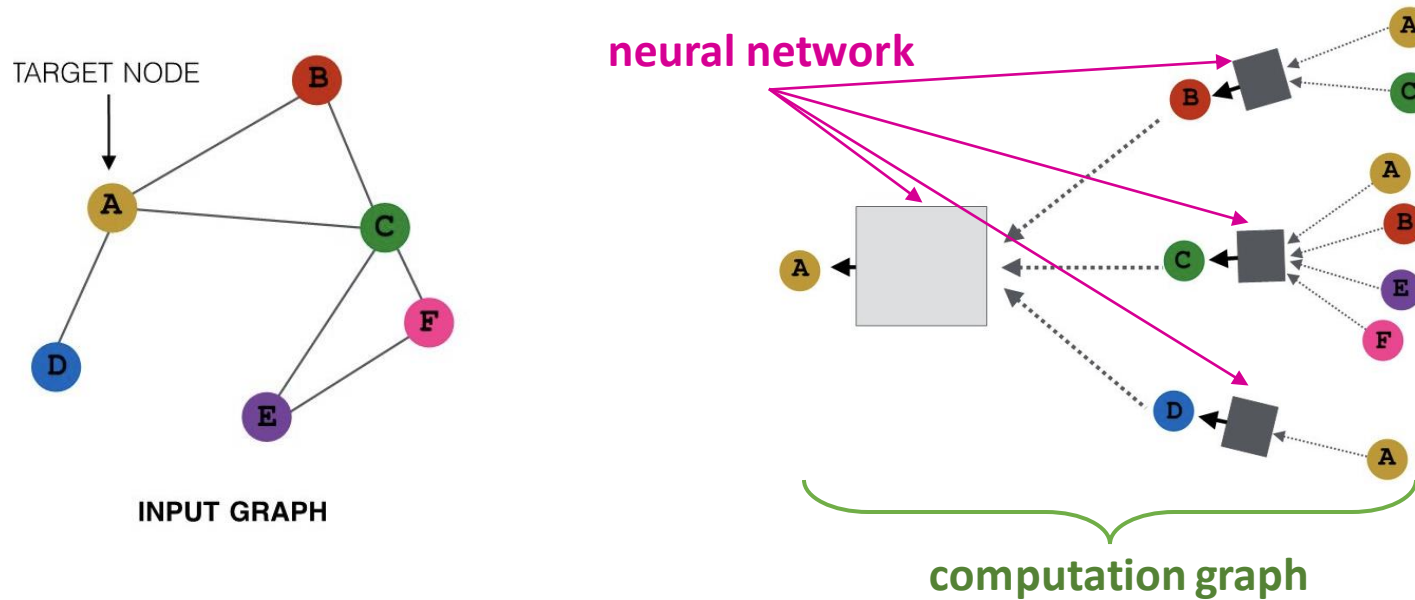 TARGET NODE
B
A
C
F
D
E
INPUT GRAPH
neural network
A
B
C
A
B
C
E
F
A
C
D
A
computation graph